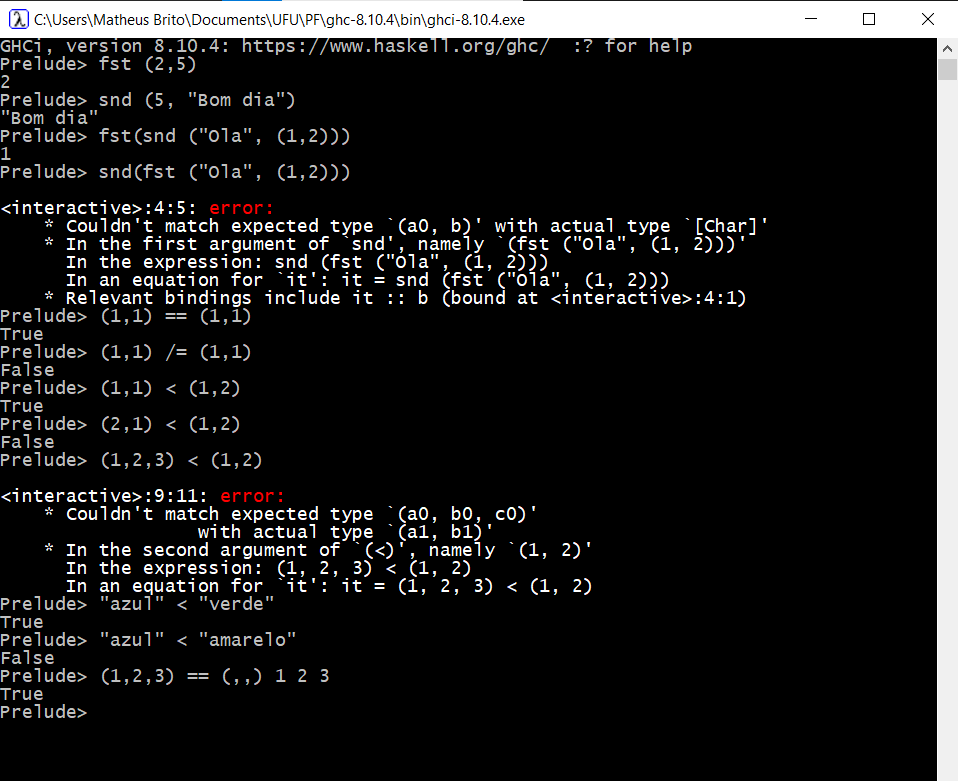 C:\Users\Matheus Brito\Documents\UFU\PF\ghc-8.10.4\bin\ghci-8.10.4.exe
GHCi, version 8.10.4: https://www.haskell.org/ghc/  :? for help
Prelude> fst (2,5)
2
Prelude> snd (5, "Bom dia")
"Bom dia"
Prelude> fst(snd ("Ola", (1,2)))
1
Prelude> snd(fst ("Ola", (1,2)))
<interactive>:4:5: error:
    * Couldn't match expected type `(a0, b)' with actual type `[Char]'
    * In the first argument of `snd', namely `(fst ("Ola", (1, 2)))'
      In the expression: snd (fst ("Ola", (1, 2)))
      In an equation for `it': it = snd (fst ("Ola", (1, 2)))
    * Relevant bindings include it :: b (bound at <interactive>:4:1)
Prelude> (1,1) == (1,1)
True
Prelude> (1,1) /= (1,1)
False
Prelude> (1,1) < (1,2)
True
Prelude> (2,1) < (1,2)
False
Prelude> (1,2,3) < (1,2)
<interactive>:9:11: error:
    * Couldn't match expected type `(a0, b0, c0)'
                  with actual type `(a1, b1)'
    * In the second argument of `(<)', namely `(1, 2)'
      In the expression: (1, 2, 3) < (1, 2)
      In an equation for `it': it = (1, 2, 3) < (1, 2)
Prelude> "azul" < "verde"
True
Prelude> "azul" < "amarelo"
False
Prelude> (1,2,3) == (,,) 1 2 3
True
Prelude>